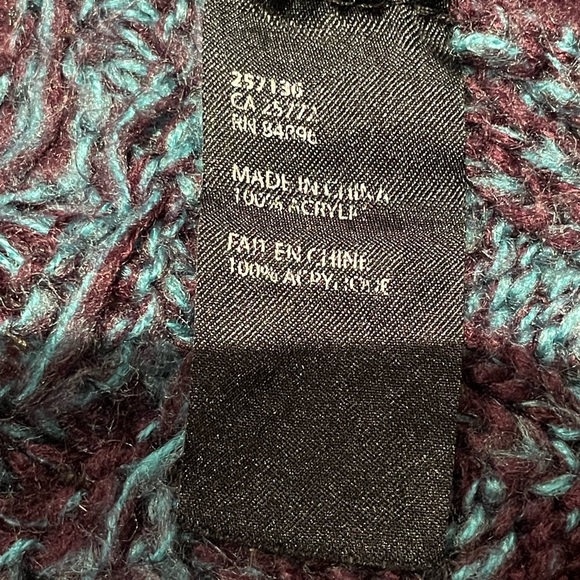 257136
CA 25772
RN 84096
MADE IN CHINA
100% ACRYLIC
FAIT EN CHINE
100% ACRYLIQUE